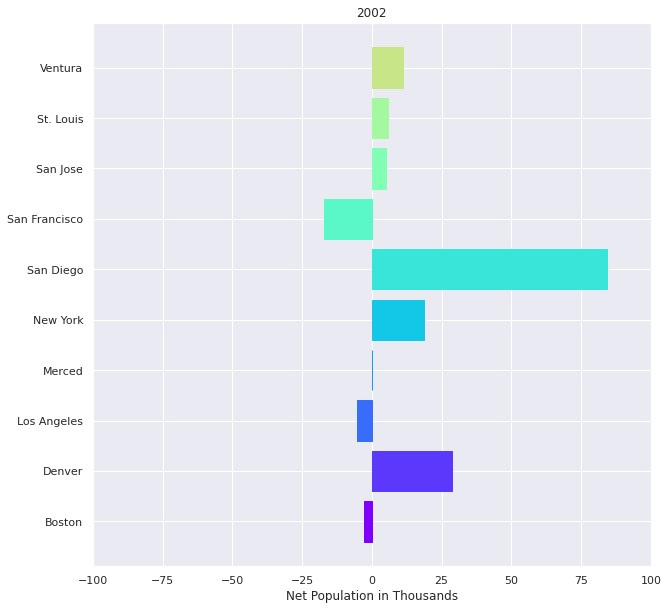 2002
Ventura
St. Louis
San Jose
San Francisco
San Diego
New York
Merced
Los Angeles
Denver
Boston
−100 −75 −50 −25 0 25 50 75 100
Net Population in Thousands